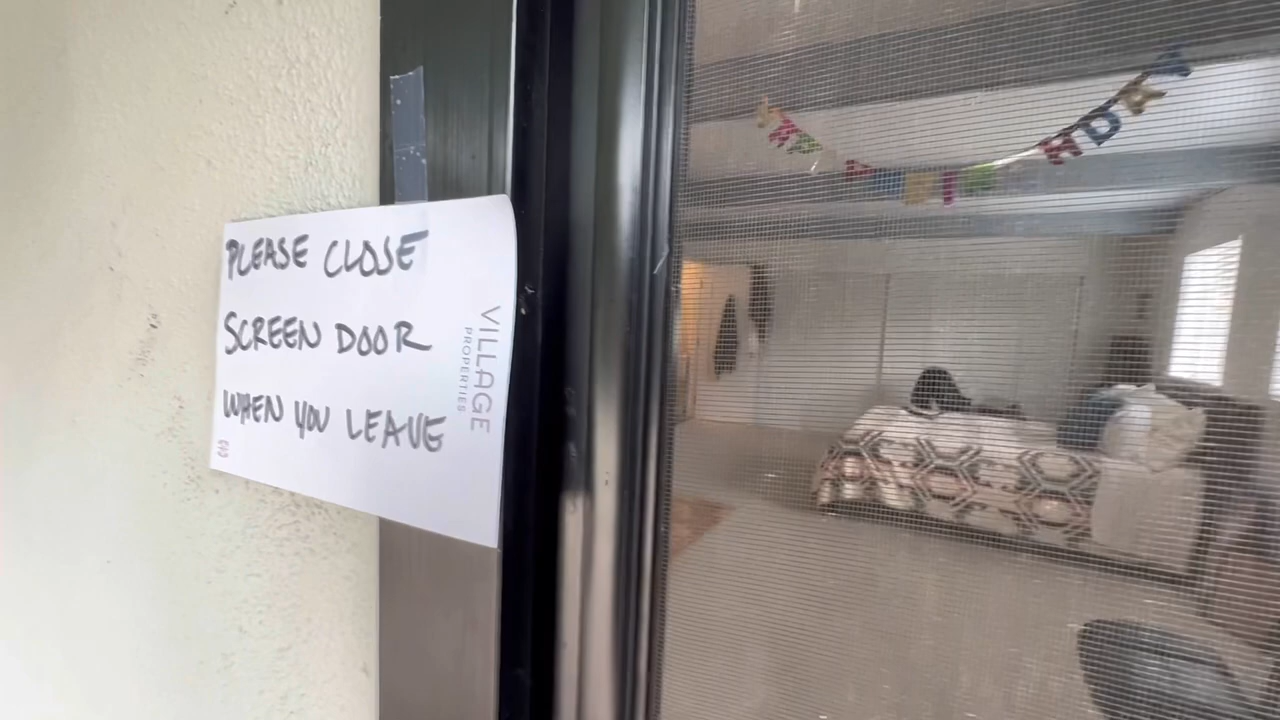 PLEASE CLOSE
SCREEN DOOR
WHEN YOU LEAVE
VILLAGE
PROPERTIES